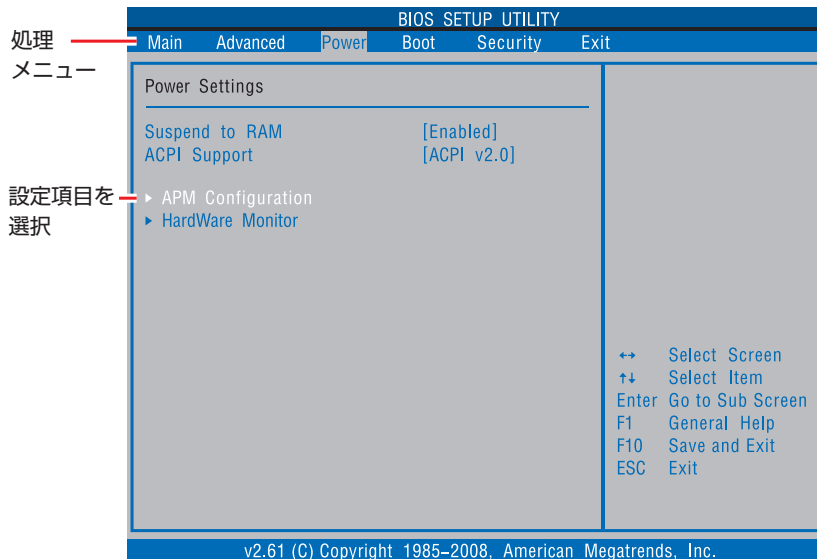 BIOS SETUP UTILITY
処理
メニュー
Main Advanced Power Boot Security Exit
Power Settings
Suspend to RAM [Enabled]
ACPI Support [ACPI v2.0]
設定項目を
選択
▸ APM Configuration
▸ HardWare Monitor
↔ Select Screen
↑↓ Select Item
Enter Go to Sub Screen
F1 General Help
F10 Save and Exit
ESC Exit
v2.61 (C) Copyright 1985–2008, American Megatrends, Inc.